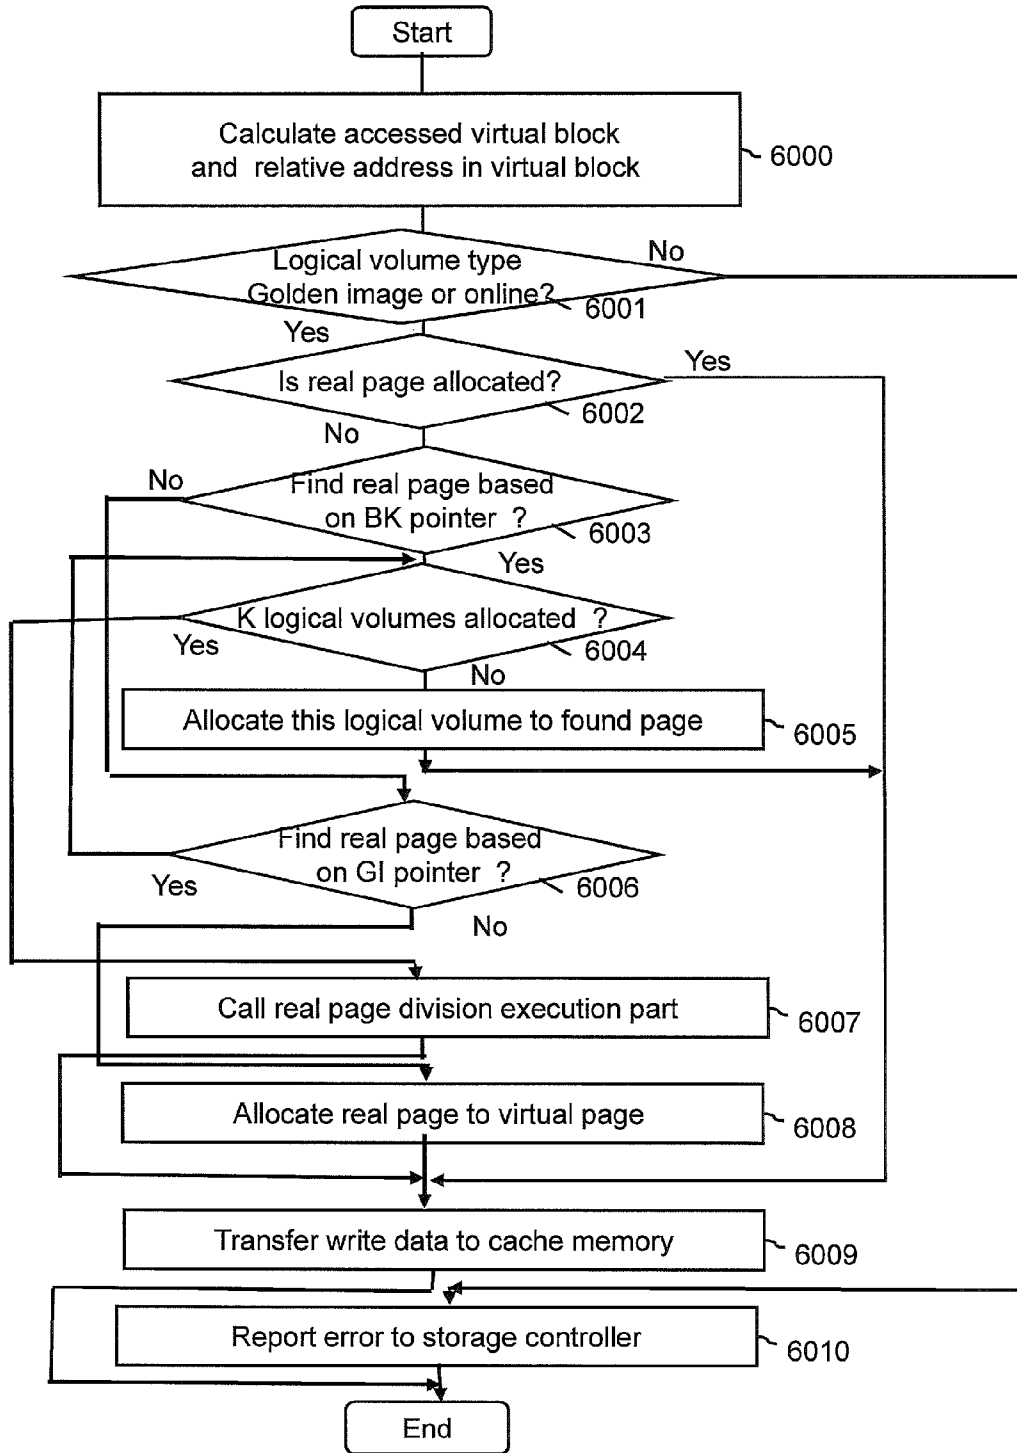 Start
Calculate accessed virtual block
and relative address in virtual block
6000
No
Logical volume type
Golden image or online?
6001
Yes
Yes
Is real page allocated?
6002
No
No
Find real page based
on BK pointer ?
6003
Yes
K logical volumes allocated ?
Yes
6004
No
Allocate this logical volume to found page
6005
Find real page based
on GI pointer ?
Yes
6006
No
Call real page division execution part
6007
Allocate real page to virtual page
6008
Transfer write data to cache memory
6009
Report error to storage controller
6010
End